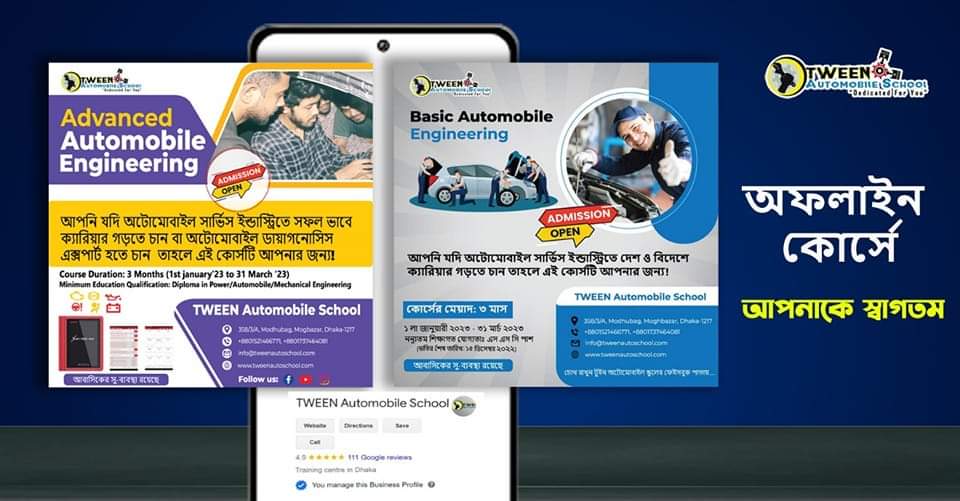 TWEEN
AUTOMOBILE SCHOOL
"Dedicated For You"
Advanced
Automobile
Engineering
ADMISSION
OPEN
আপনি যদি অটোমোবাইল সার্ভিস ইন্ডাস্ট্রিতে সফল ভাবে
ক্যারিয়ার গড়তে চান বা অটোমোবাইল ডায়াগনোসিস
এক্সপার্ট হতে চান তাহলে এই কোর্সটি আপনার জন্য!
Course Duration: 3 Months (1st january'23 to 31 March '23)
Minimum Education Qualification: Diploma in Power/Automobile/Mechanical Engineering
TWEEN Automobile School
358/3/A, Modhubag, Mogbazar, Dhaka-1217
+8801521466771, +8801737464081
info@tweenautoschool.com
www.tweenautoschool.com
আবাসিকের সু-ব্যবস্থা রয়েছে
Follow us:
TWEEN
AUTOMOBILE SCHOOL
"Dedicated For You"
Basic Automobile
Engineering
ADMISSION
OPEN
আপনি যদি অটোমোবাইল সার্ভিস ইন্ডাস্ট্রিতে দেশ ও বিদেশে
ক্যারিয়ার গড়তে চান তাহলে এই কোর্সটি আপনার জন্য!
কোর্সের মেয়াদ: ৩ মাস
১ লা জানুয়ারী ২০২৩ - ৩১ মার্চ ২০২৩
নূন্যতম শিক্ষাগত যোগ্যতাঃ এস এস সি পাশ
(ভর্তির শেষ তারিখ: ১৫ ডিসেম্বর ২০২২)
আবাসিকের সু-ব্যবস্থা রয়েছে
TWEEN Automobile School
358/3/A, Modhubag, Moghbazar, Dhaka-1217
+8801521466771, +8801737464081
info@tweenautoschool.com
www.tweenautoschool.com
চোখ রাখুন টুইন অটোমোবাইল স্কুলের ফেইসবুক পাতায়...
TWEEN Automobile School
Website Directions Save
Call
4.9 111 Google reviews
Training centre in Dhaka
You manage this Business Profile
TWEEN
AUTOMOBILE SCHOOL
"Dedicated For You"
অফলাইন
কোর্সে
আপনাকে স্বাগতম